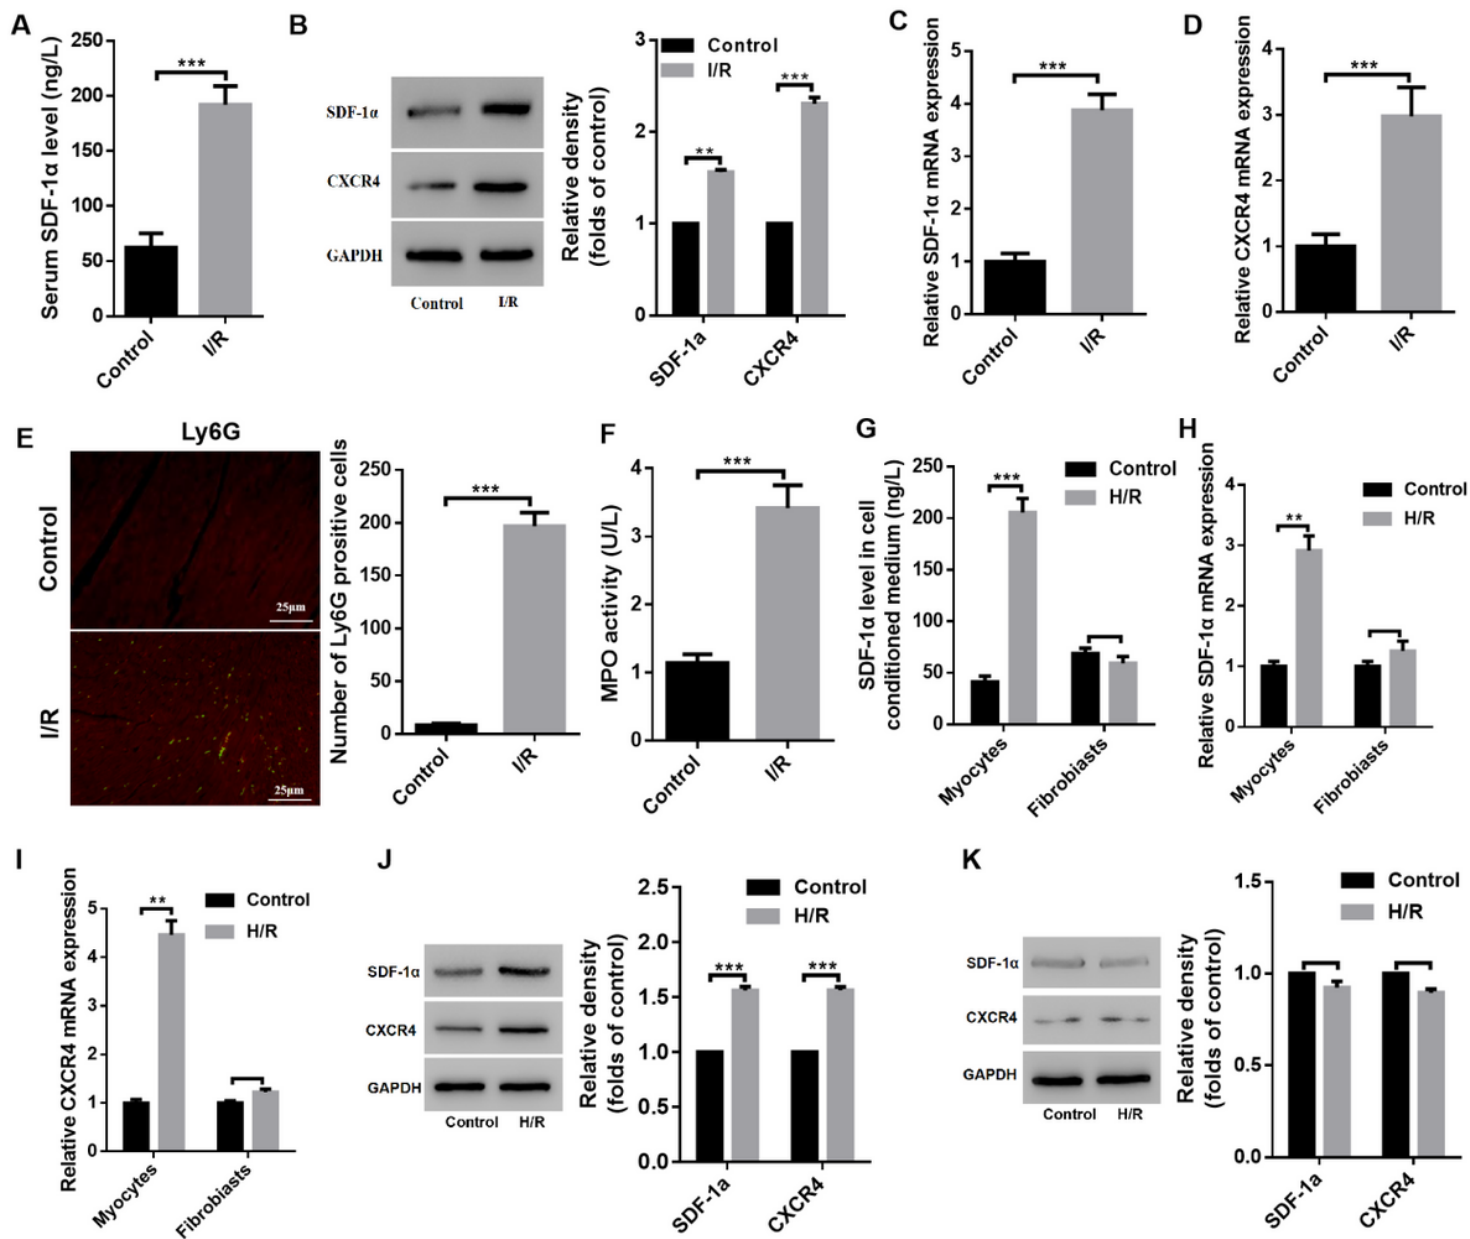 A
Serum SDF-1α level (ng/L)
250
200
150
100
50
0
***
Control
I/R
B
SDF-1α
CXCR4
GAPDH
Control
I/R
Relative density
(folds of control)
3
2
1
0
Control
I/R
**
***
SDF-1a
CXCR4
C
Relative SDF-1α mRNA expression
5
4
3
2
1
0
***
Control
I/R
D
Relative CXCR4 mRNA expression
4
3
2
1
0
***
Control
I/R
E
Ly6G
Control
25μm
I/R
25μm
Number of Ly6G prositive cells
250
200
150
100
50
0
***
Control
I/R
F
MPO activity (U/L)
4
3
2
1
0
***
Control
I/R
G
SDF-1α level in cell
conditioned medium (ng/L)
250
200
150
100
50
0
Control
H/R
***
Myocytes
Fibrobiasts
H
Relative SDF-1α mRNA expression
4
3
2
1
0
Control
H/R
**
Myocytes
Fibrobiasts
I
Relative CXCR4 mRNA expression
5
4
3
2
1
0
Control
H/R
**
Myocytes
Fibrobiasts
J
SDF-1α
CXCR4
GAPDH
Control
H/R
Relative density
(folds of control)
2.5
2.0
1.5
1.0
0.5
0.0
Control
H/R
***
***
SDF-1a
CXCR4
K
SDF-1α
CXCR4
GAPDH
Control
H/R
Relative density
(folds of control)
1.5
1.0
0.5
0.0
Control
H/R
SDF-1a
CXCR4